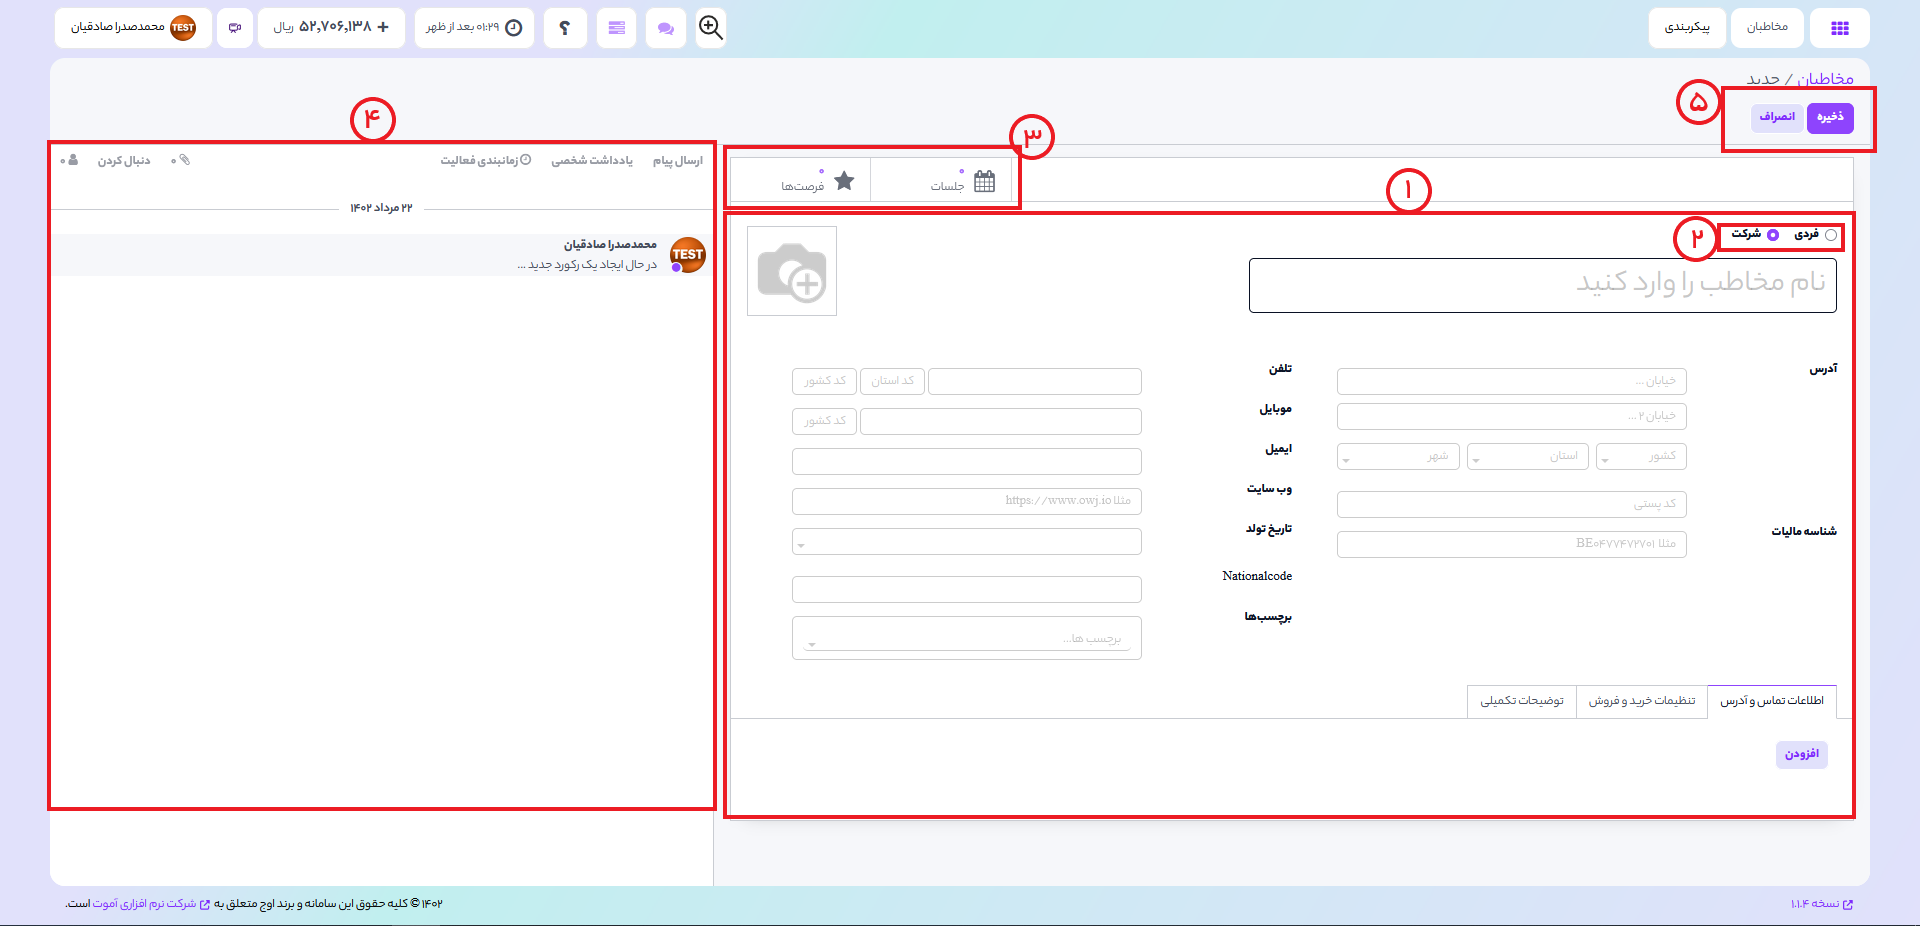 مخاطبان
پیکربندی
؟
۰۱:۲۹ بعد از ظهر
+ ۵۲,۷۰۶,۱۳۸ ریال
TEST محمدصدرا صادقیان
مخاطبان / جدید
۵
ذخیره
انصراف
۳
۰
جلسات
۰
فرصت‌ها
۱
۲
فردی
شرکت
نام مخاطب را وارد کنید
آدرس
خیابان ...
خیابان ۲ ...
کشور
استان
شهر
کد پستی
شناسه مالیات
مثلا BE۰۴۷۷۴۷۲۷۰۱
تلفن
کد استان
کد کشور
موبایل
کد کشور
ایمیل
وب سایت
مثلا https://www.owj.io
تاریخ تولد
Nationalcode
برچسب‌ها
برچسب ها...
اطلاعات تماس و آدرس
تنظیمات خرید و فروش
توضیحات تکمیلی
افزودن
۴
ارسال پیام
یادداشت شخصی
زمانبندی فعالیت
۰
دنبال کردن
۰
۲۲ مرداد ۱۴۰۲
TEST
محمدصدرا صادقیان
در حال ایجاد یک رکورد جدید ...
نسخه ۱.۱.۴
۱۴۰۲ © کلیه حقوق این سامانه و برند اوج متعلق به شرکت نرم افزاری آموت است.